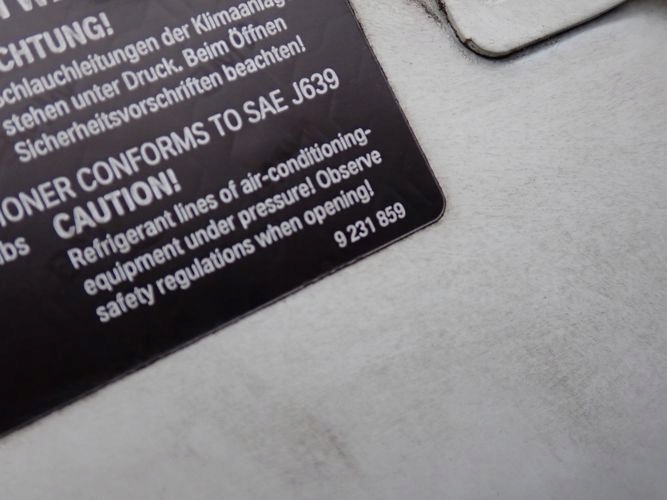 CHTUNG!
Schlauchleitungen der Klimaanlag
stehen unter Druck. Beim Öffnen
Sicherheitsvorschriften beachten!
IONER CONFORMS TO SAE J639
lbs
CAUTION!
Refrigerant lines of air-conditioning-
equipment under pressure! Observe
safety regulations when opening!
9 231 859